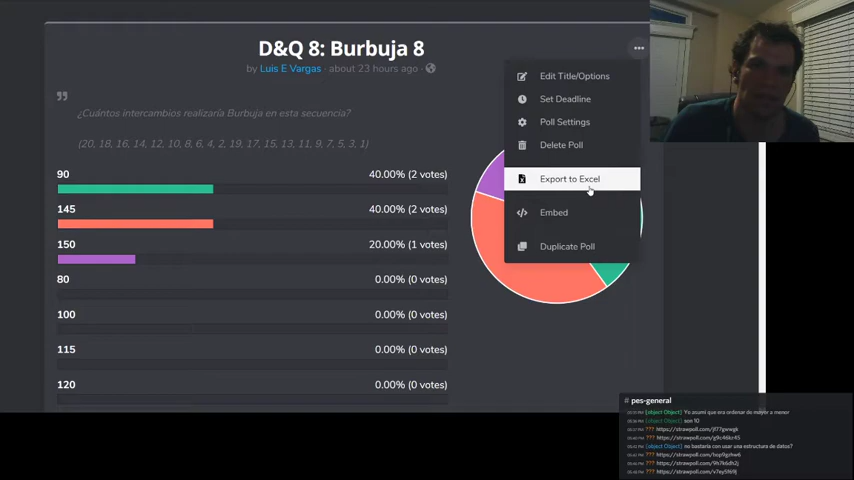 D&Q 8: Burbuja 8
by Luis E Vargas · about 23 hours ago ·
¿Cuántos intercambios realizaría Burbuja en esta secuencia?
(20, 18, 16, 14, 12, 10, 8, 6, 4, 2, 19, 17, 15, 13, 11, 9, 7, 5, 3, 1)
90 40.00% (2 votes)
145 40.00% (2 votes)
150 20.00% (1 votes)
80 0.00% (0 votes)
100 0.00% (0 votes)
115 0.00% (0 votes)
120 0.00% (0 votes)
Edit Title/Options
Set Deadline
Poll Settings
Delete Poll
Export to Excel
Embed
Duplicate Poll
# pes-general
[object Object] Yo asumi que era ordenar de mayor a menor
[object Object] son 10
??? https://strawpoll.com/
??? https://strawpoll.com/
[object Object] no bastaría con usar una estructura de datos?
??? https://strawpoll.com/
??? https://strawpoll.com/
??? https://strawpoll.com/